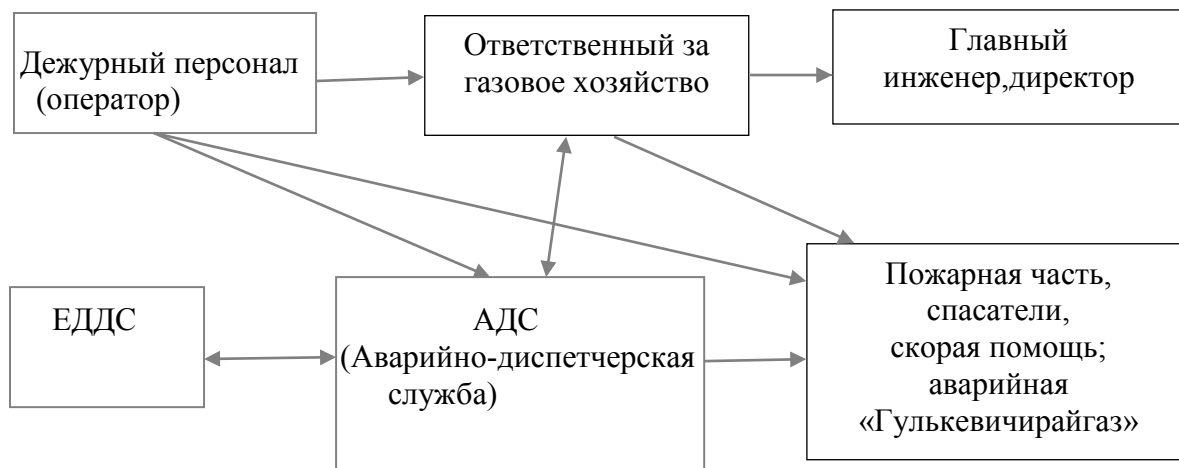 Дежурный персонал
(оператор)
Ответственный за
газовое хозяйство
Главный
инженер,директор
ЕДДС
АДС
(Аварийно-диспетчерская
служба)
Пожарная часть,
спасатели,
скорая помощь;
аварийная
«Гулькевичирайгаз»